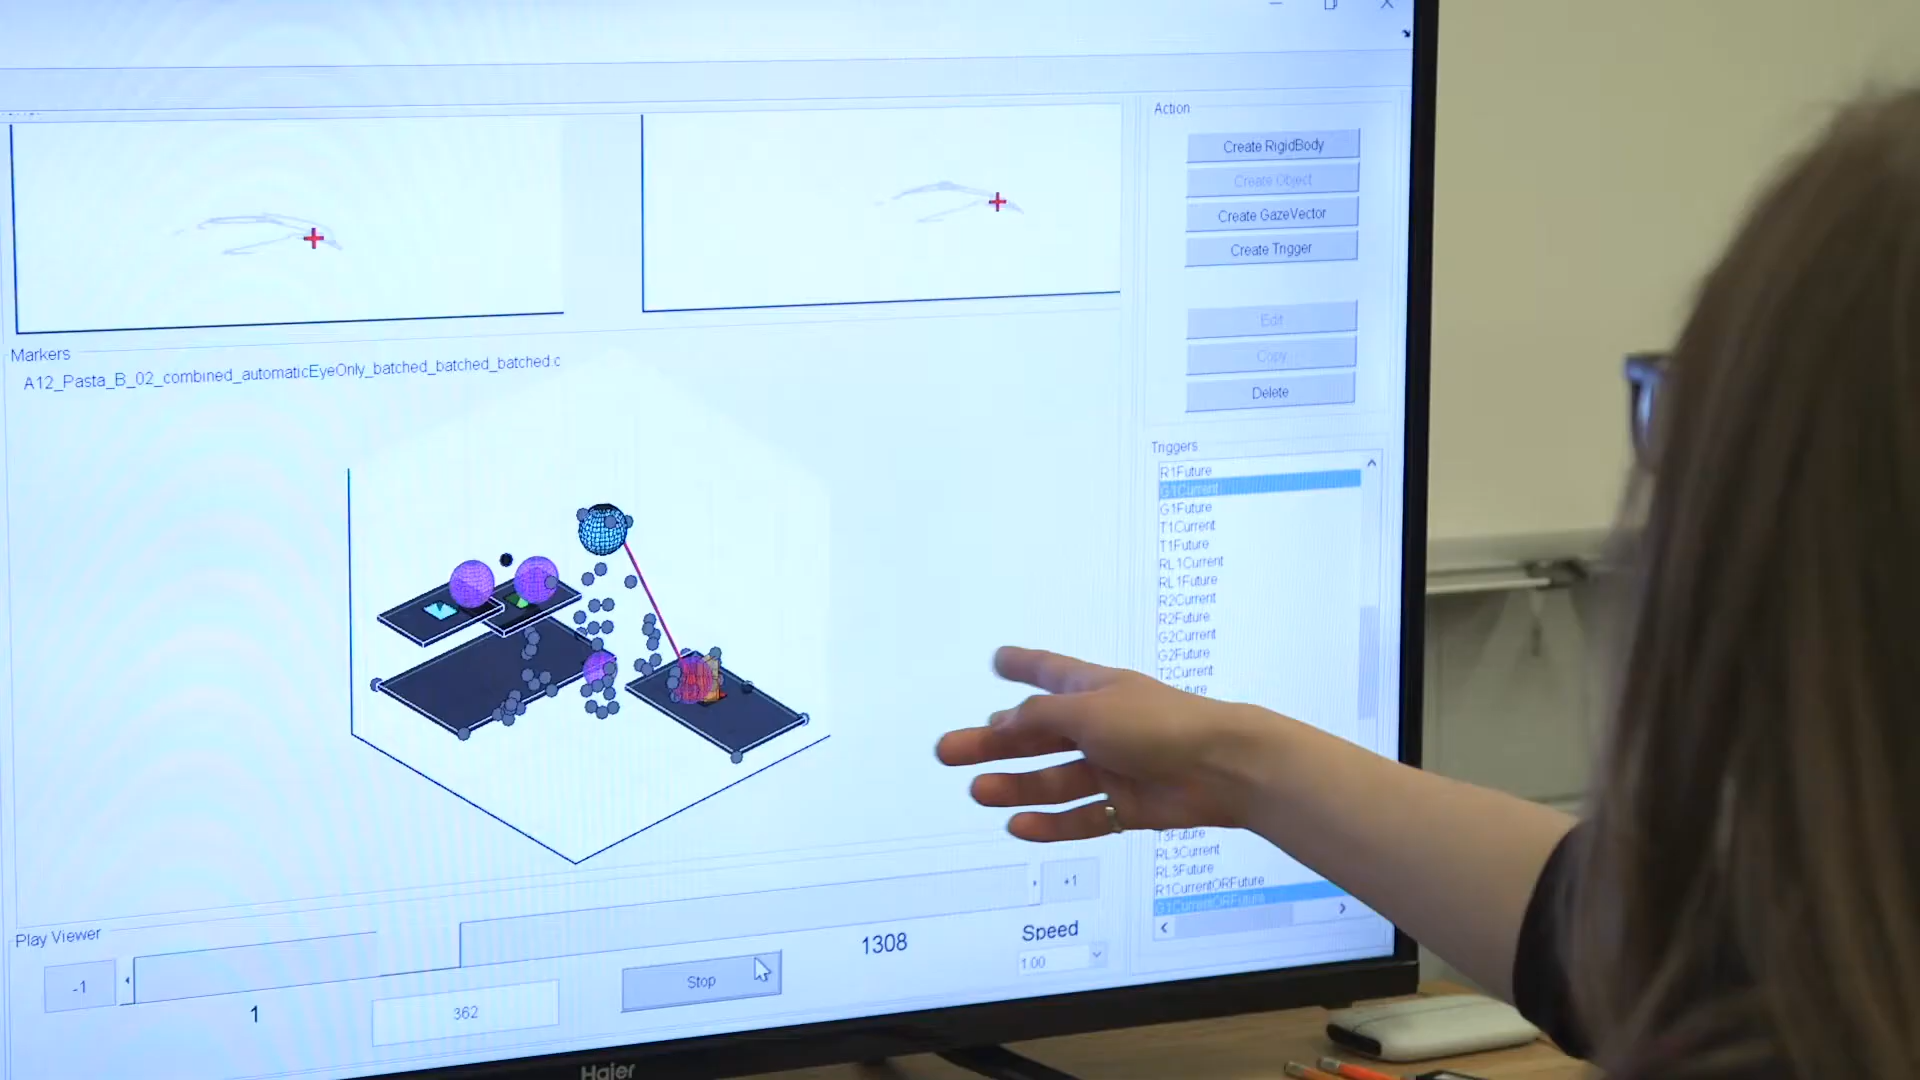 Action
Create RigidBody
Create Object
Create GazeVector
Create Trigger
Edit
Copy
Delete
Markers
A12_Pasta_B_02_combined_automaticEyeOnly_batched_batched_batched.c
Triggers
R1Future
G1Current
G1Future
T1Current
T1Future
RL1Current
RL1Future
R2Current
R2Future
G2Current
G2Future
T2Current
T3Future
RL3Current
RL3Future
R1CurrentORFuture
G1CurrentORFuture
+1
Play Viewer
-1
1
362
Stop
1308
Speed
1.00
Haier